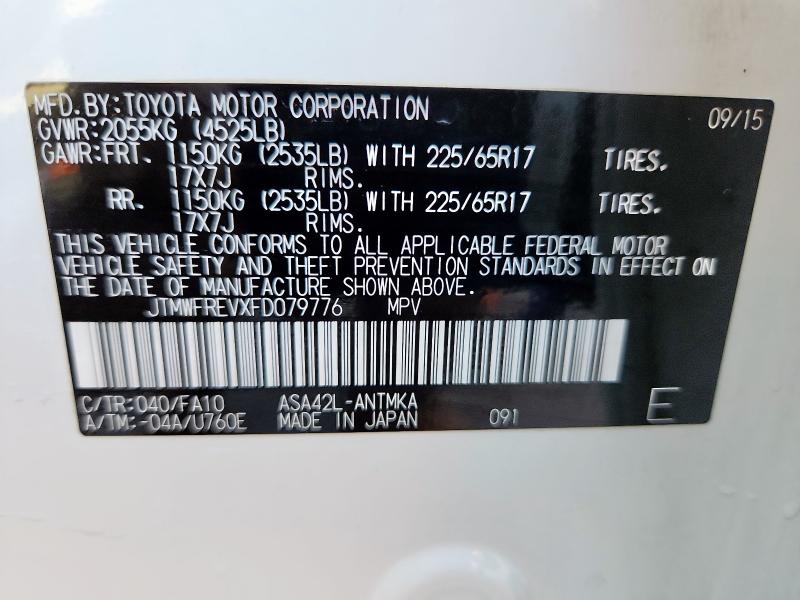 MFD.BY:TOYOTA MOTOR CORPORATION 09/15
GVWR:2055KG (4525LB)
GAWR:FRT. 1150KG (2535LB) WITH 225/65R17 TIRES.
17X7J RIMS.
RR. 1150KG (2535LB) WITH 225/65R17 TIRES.
17X7J RIMS.
THIS VEHICLE CONFORMS TO ALL APPLICABLE FEDERAL MOTOR
VEHICLE SAFETY AND THEFT PREVENTION STANDARDS IN EFFECT ON
THE DATE OF MANUFACTURE SHOWN ABOVE.
JTMWFREVXFD079776 MPV
C/TR:040/FA10 ASA42L-ANTMKA
A/TM:-04A/U760E MADE IN JAPAN 091 E